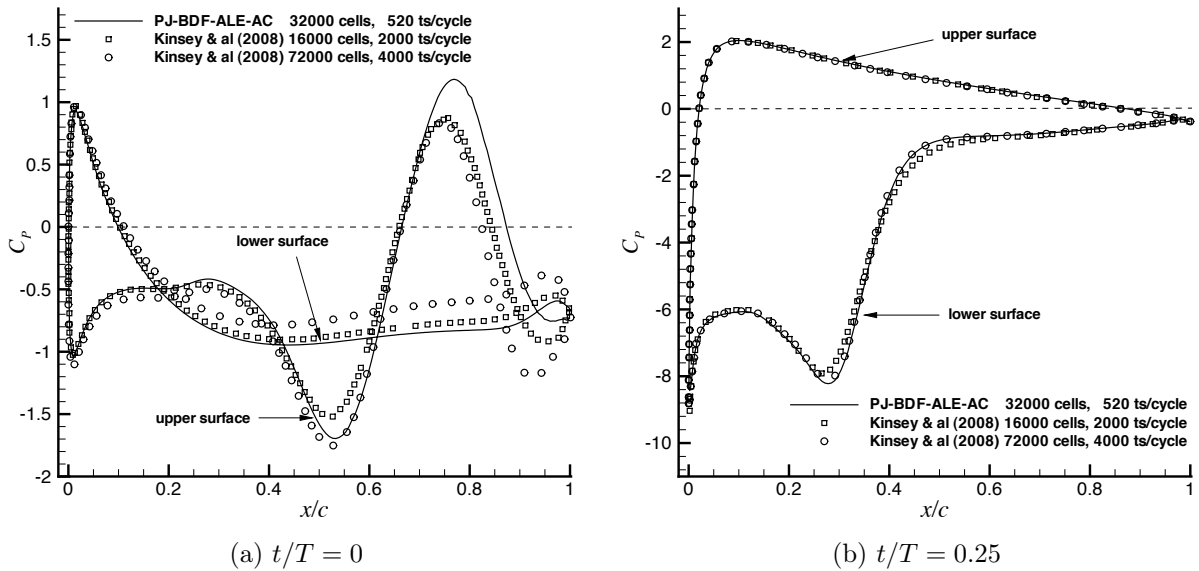 PJ-BDF-ALE-AC 32000 cells, 520 ts/cycle
Kinsey & al (2008) 16000 cells, 2000 ts/cycle
Kinsey & al (2008) 72000 cells, 4000 ts/cycle
1.5
1
0.5
0
-0.5
-1
-1.5
-2
C_P
lower surface
upper surface
0
0.2
0.4
0.6
0.8
1
x/c
(a) t/T = 0
upper surface
2
0
-2
-4
-6
-8
-10
C_P
lower surface
PJ-BDF-ALE-AC 32000 cells, 520 ts/cycle
Kinsey & al (2008) 16000 cells, 2000 ts/cycle
Kinsey & al (2008) 72000 cells, 4000 ts/cycle
0
0.2
0.4
0.6
0.8
1
x/c
(b) t/T = 0.25